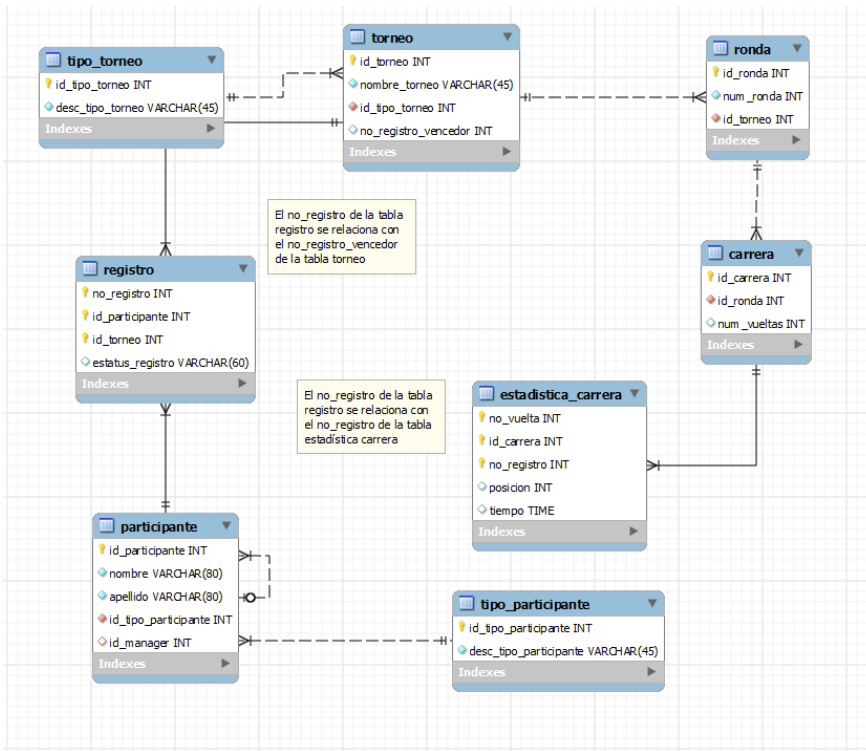 tipo_torneo
id_tipo_torneo INT
desc_tipo_torneo VARCHAR(45)
Indexes
torneo
id_torneo INT
nombre_torneo VARCHAR(45)
id_tipo_torneo INT
no_registro_vencedor INT
Indexes
ronda
id_ronda INT
num _ronda INT
id_torneo INT
Indexes
El no_registro de la tabla
registro se relaciona con
el no_registro_vencedor
de la tabla torneo
registro
no_registro INT
id_participante INT
id_torneo INT
estatus_registro VARCHAR(60)
Indexes
carrera
id_carrera INT
id_ronda INT
num _vueltas INT
Indexes
El no_registro de la tabla
registro se relaciona con
el no_registro de la tabla
estadística carrera
estadistica_carrera
no_vuelta INT
id_carrera INT
no_registro INT
posicion INT
tiempo TIME
Indexes
participante
id_participante INT
nombre VARCHAR(80)
apellido VARCHAR(80)
id_tipo_participante INT
id_manager INT
Indexes
tipo_participante
id_tipo_participante INT
desc_tipo_participante VARCHAR(45)
Indexes